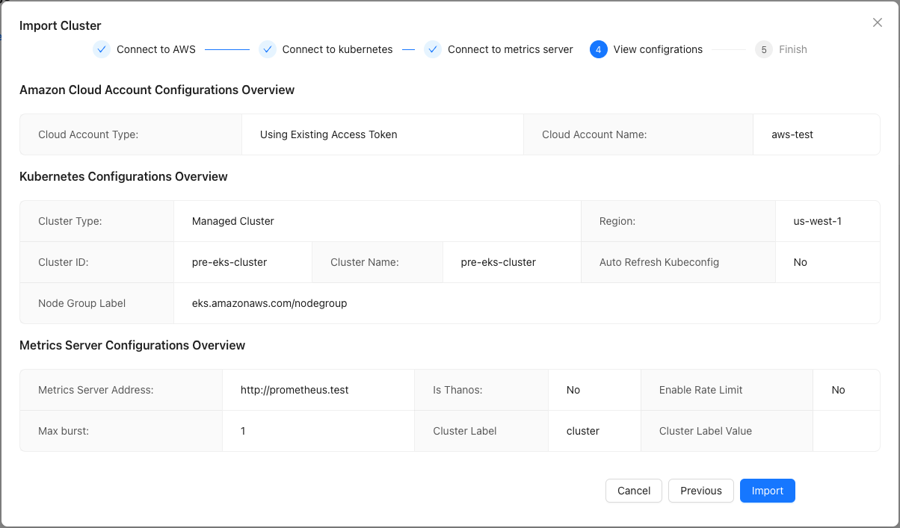 Import Cluster
Connect to AWS Connect to kubernetes Connect to metrics server 4 View configrations 5 Finish
Amazon Cloud Account Configurations Overview
Cloud Account Type: Using Existing Access Token Cloud Account Name: aws-test
Kubernetes Configurations Overview
Cluster Type: Managed Cluster Region: us-west-1
Cluster ID: pre-eks-cluster Cluster Name: pre-eks-cluster Auto Refresh Kubeconfig No
Node Group Label eks.amazonaws.com/nodegroup
Metrics Server Configurations Overview
Metrics Server Address: http://prometheus.test Is Thanos: No Enable Rate Limit No
Max burst: 1 Cluster Label cluster Cluster Label Value
Cancel Previous Import